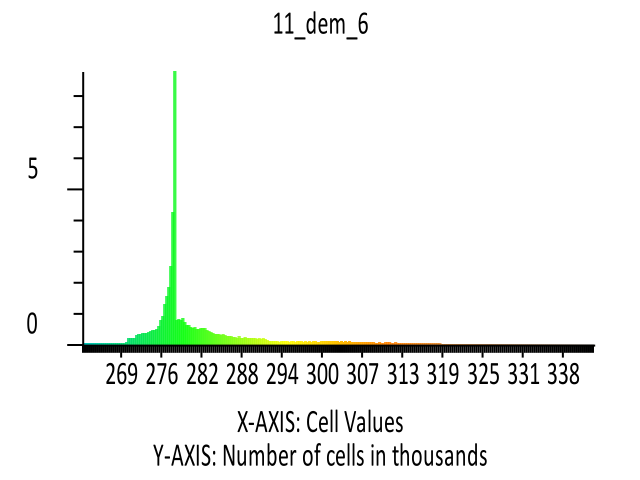 11_dem_6
5
0
269 276 282 288 294 300 307 313 319 325 331 338
X-AXIS: Cell Values
Y-AXIS: Number of cells in thousands